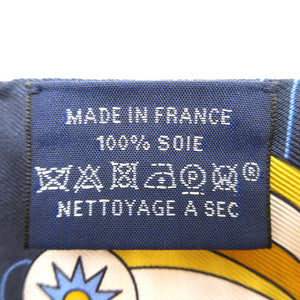 MADE IN FRANCE
100% SOIE
P ®
NETTOYAGE A SEC